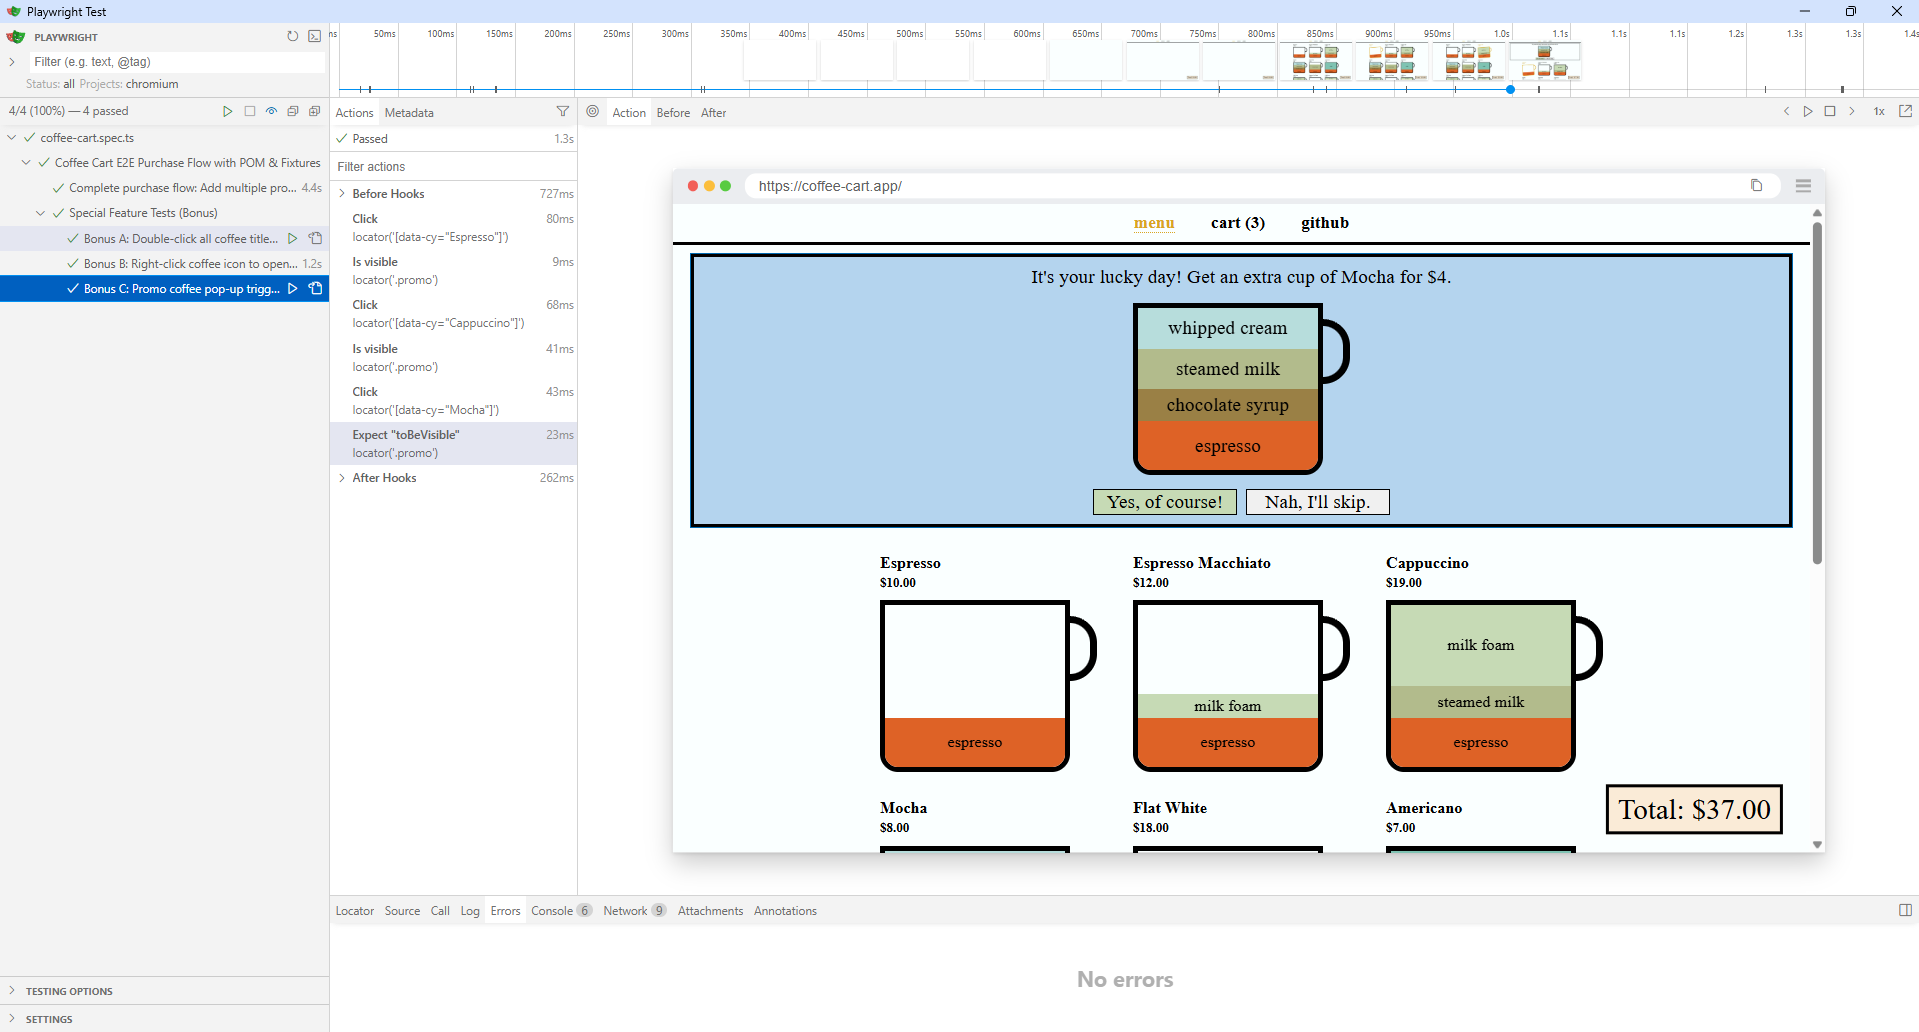 Playwright Test
PLAYWRIGHT
Filter (e.g. text, @tag)
Status: all Projects: chromium
4/4 (100%) — 4 passed
coffee-cart.spec.ts
Coffee Cart E2E Purchase Flow with POM & Fixtures
Complete purchase flow: Add multiple pro... 4.4s
Special Feature Tests (Bonus)
Bonus A: Double-click all coffee title...
Bonus B: Right-click coffee icon to open... 1.2s
Bonus C: Promo coffee pop-up trigg...
TESTING OPTIONS
SETTINGS
50ms 100ms 150ms 200ms 250ms 300ms 350ms 400ms 450ms 500ms 550ms 600ms 650ms 700ms 750ms 800ms 850ms 900ms 950ms 1.0s 1.1s 1.1s 1.1s 1.2s 1.3s 1.3s
Actions Metadata
Passed 1.3s
Filter actions
Before Hooks 727ms
Click 80ms
locator('[data-cy="Espresso"]')
Is visible 9ms
locator('.promo')
Click 68ms
locator('[data-cy="Cappuccino"]')
Is visible 41ms
locator('.promo')
Click 43ms
locator('[data-cy="Mocha"]')
Expect "toBeVisible" 23ms
locator('.promo')
After Hooks 262ms
Action Before After
1x
https://coffee-cart.app/
menu cart (3) github
It's your lucky day! Get an extra cup of Mocha for $4.
whipped cream
steamed milk
chocolate syrup
espresso
Yes, of course! Nah, I'll skip.
Espresso
$10.00
espresso
Espresso Macchiato
$12.00
milk foam
espresso
Cappuccino
$19.00
milk foam
steamed milk
espresso
Mocha
$8.00
Flat White
$18.00
Americano
$7.00
Total: $37.00
Locator Source Call Log Errors Console 6 Network 9 Attachments Annotations
No errors